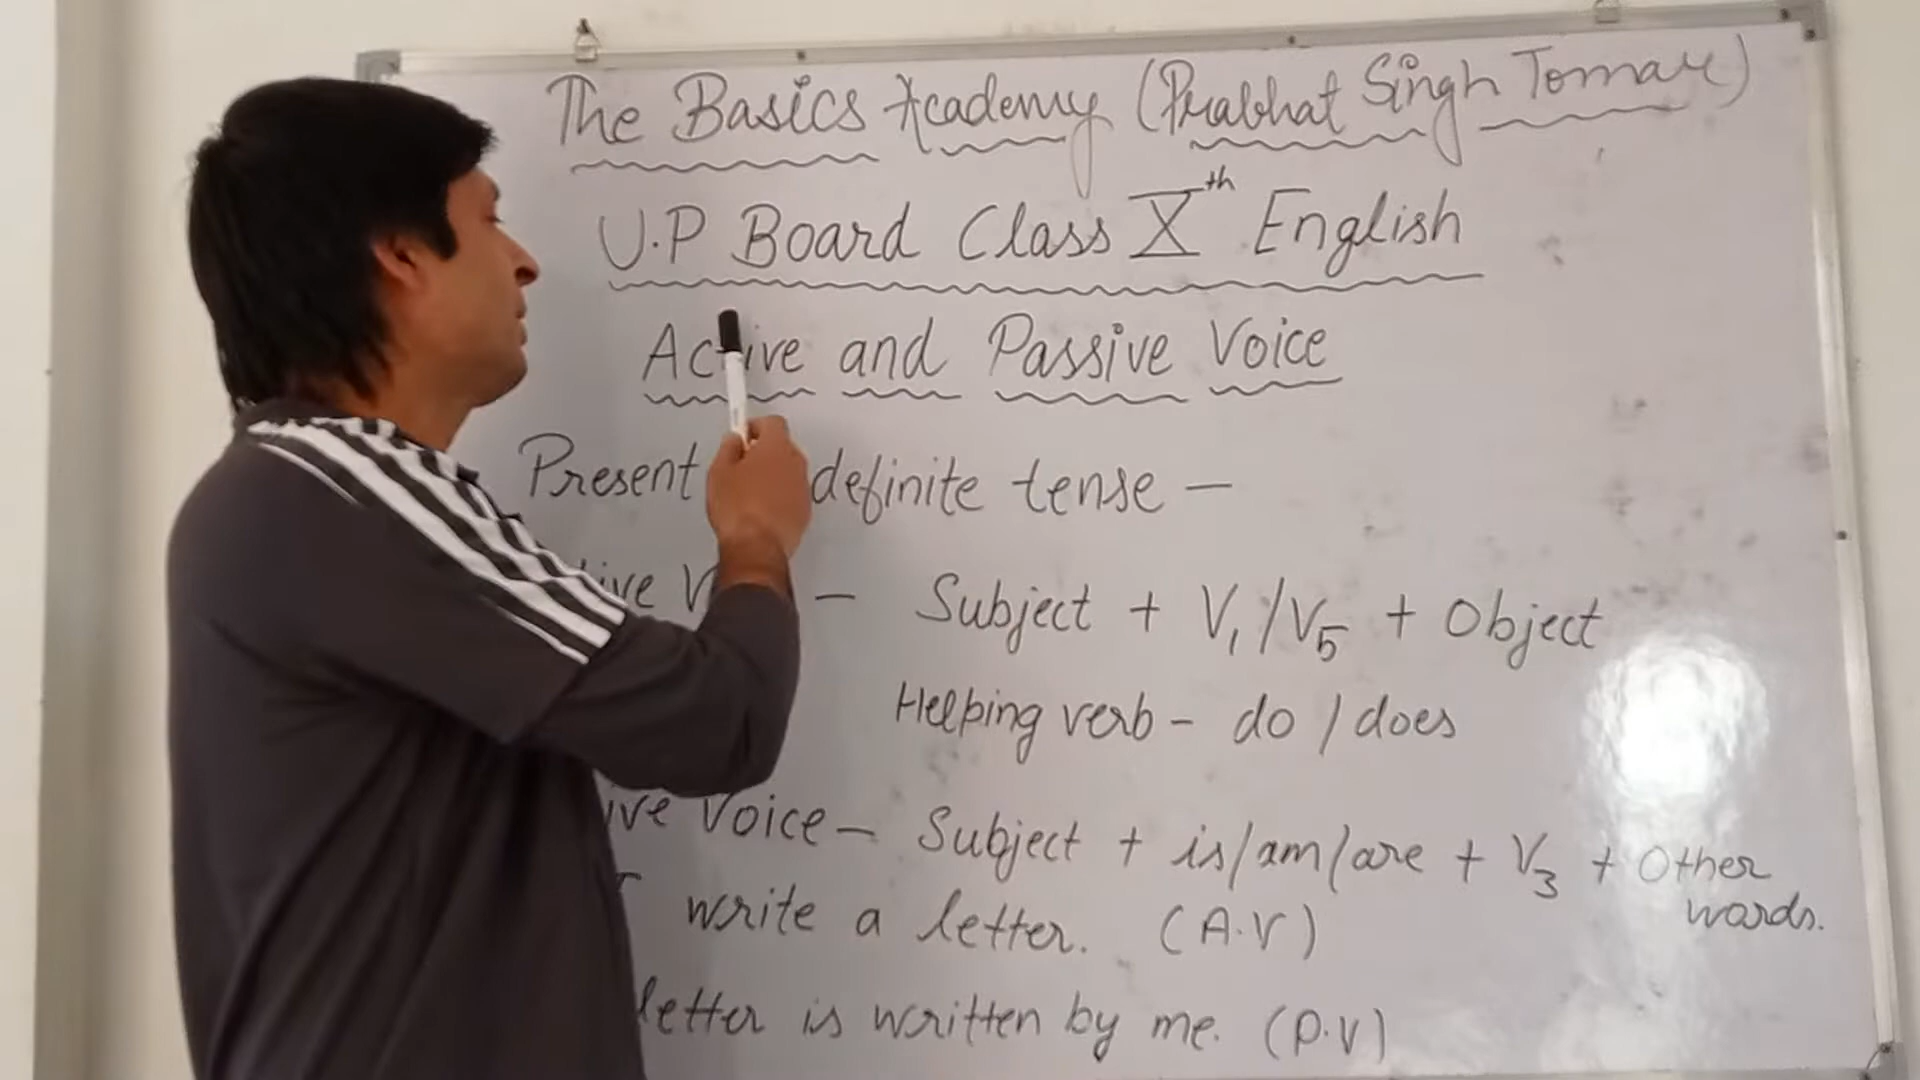 The Basics Academy (Prabhat Singh Tomar)
U.P Board Class Xth English
Active and Passive Voice
Present definite tense —
— Subject + V1/V5 + Object
Helping verb - do / does
Voice — Subject + is/am/are + V3 + Other words.
write a letter. (A.V)
letter is written by me. (P.V)